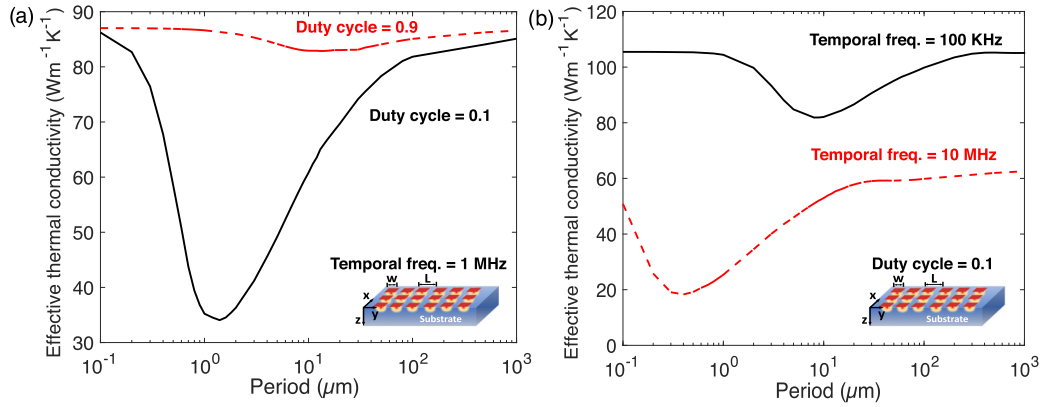 (a)
Effective thermal conductivity (Wm⁻¹K⁻¹)
90
80
70
60
50
40
30
Duty cycle = 0.9
Duty cycle = 0.1
Temporal freq. = 1 MHz
w
L
x
y
z
Substrate
10⁻¹ 10⁰ 10¹ 10² 10³
Period (μm)
(b)
Effective thermal conductivity (Wm⁻¹K⁻¹)
120
100
80
60
40
20
0
Temporal freq. = 100 KHz
Temporal freq. = 10 MHz
Duty cycle = 0.1
w
L
x
y
z
Substrate
10⁻¹ 10⁰ 10¹ 10² 10³
Period (μm)